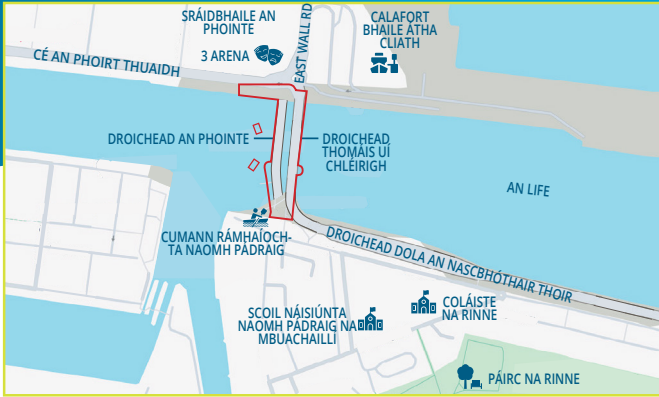 SRÁIDBHAILE AN
POINTE
3 ARENA
EAST WALL RD
CALAFORT
BHAILE ÁTHA
CLIATH
CÉ AN PHOIRT THUAIDH
DROICHEAD AN PHOINTE
DROICHEAD
THOMÁIS UÍ
CHLÉIRIGH
AN LIFE
CUMANN RÁMHAÍOCH-
TA NAOMH PÁDRAIG
DROICHEAD DOLA AN NASCBHÓTHAIR THOIR
SCOIL NÁISIÚNTA
NAOMH PÁDRAIG NA
MBUACHAILLÍ
COLÁISTE
NA RINNE
PÁIRC NA RINNE